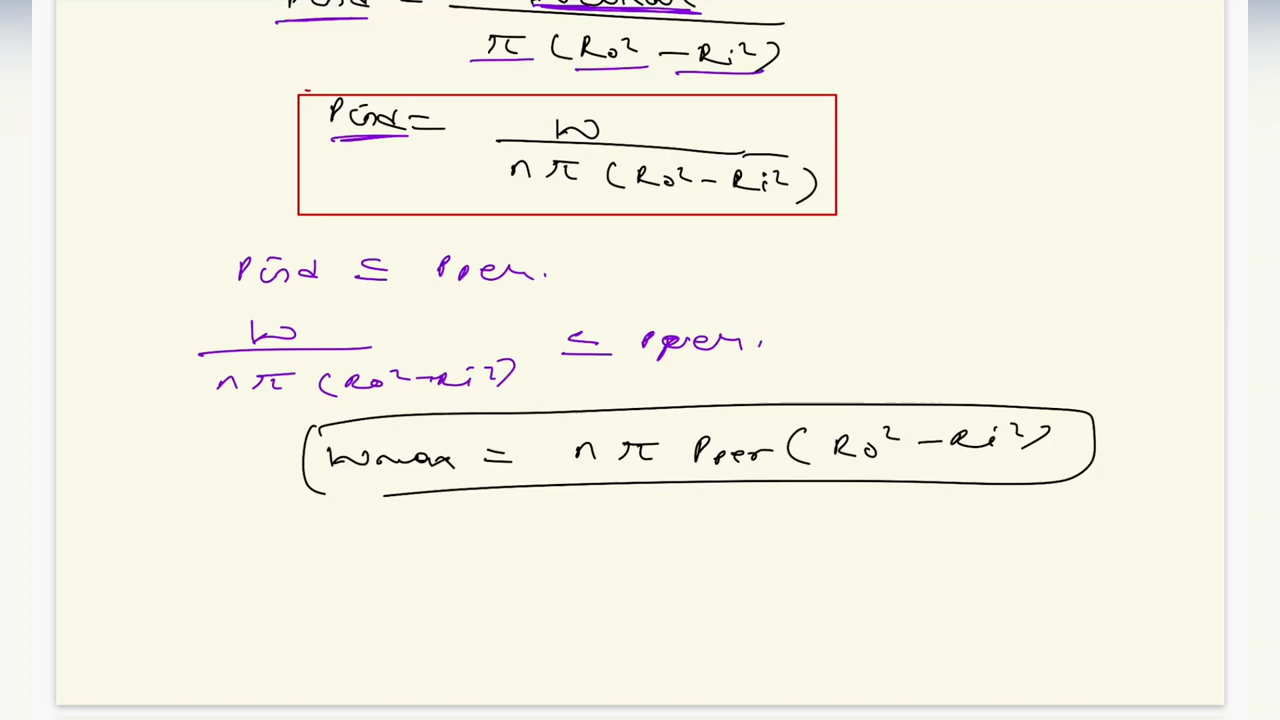 π (Ro² - Ri²)
Pind = W / nπ (Ro² - Ri²)
Pind ≤ Pper.
W / nπ (Ro² - Ri²) ≤ Pper.
Wmax = nπ Pper (Ro² - Ri²)